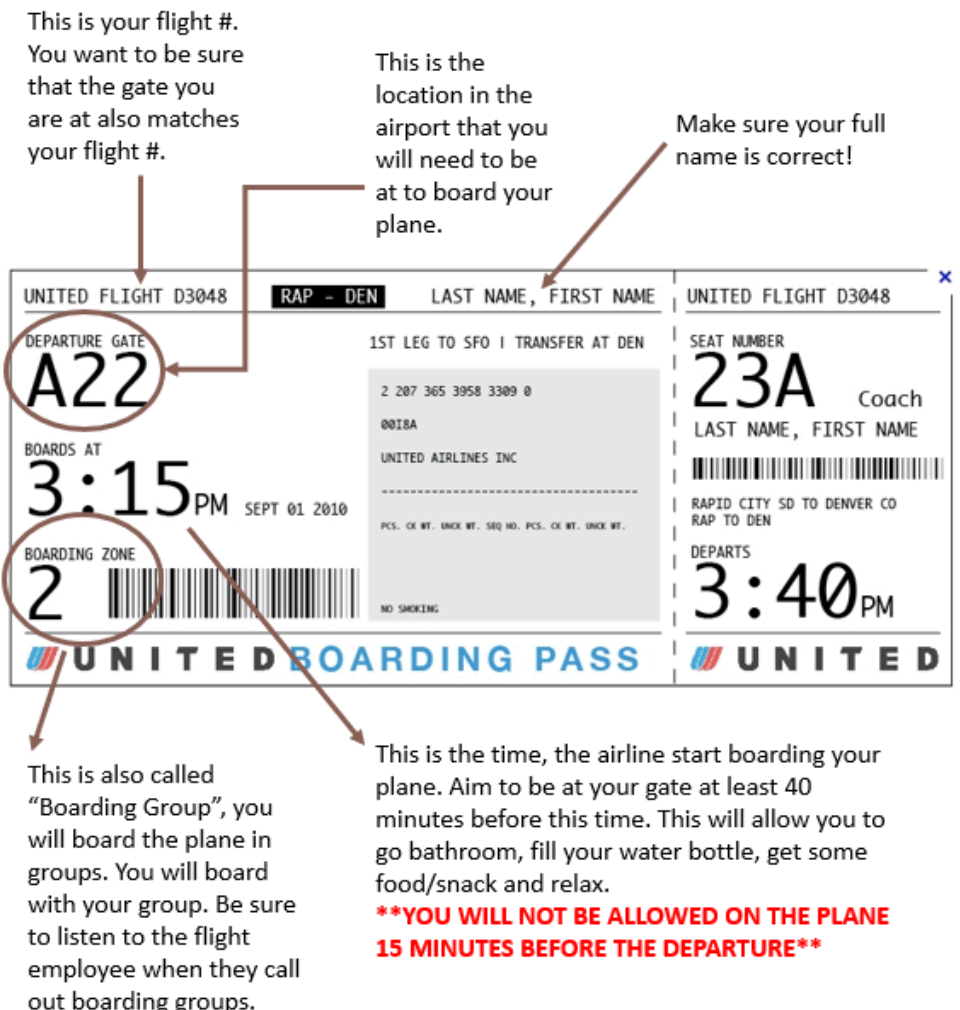 This is your flight #.
You want to be sure
that the gate you
are at also matches
your flight #.
This is the
location in the
airport that you
will need to be
at to board your
plane.
Make sure your full
name is correct!
UNITED FLIGHT D3048
RAP - DEN
LAST NAME, FIRST NAME
DEPARTURE GATE
A22
1ST LEG TO SFO | TRANSFER AT DEN
2 207 365 3958 3309 0
00I8A
UNITED AIRLINES INC
PCS. CK WT. UNCK WT. SEQ NO. PCS. CK WT. UNCK WT.
NO SMOKING
BOARDS AT
3:15PM SEPT 01 2010
BOARDING ZONE
2
UNITED BOARDING PASS
UNITED FLIGHT D3048
SEAT NUMBER
23A Coach
LAST NAME, FIRST NAME
RAPID CITY SD TO DENVER CO
RAP TO DEN
DEPARTS
3:40PM
UNITED
This is also called
“Boarding Group”, you
will board the plane in
groups. You will board
with your group. Be sure
to listen to the flight
employee when they call
out boarding groups.
This is the time, the airline start boarding your
plane. Aim to be at your gate at least 40
minutes before this time. This will allow you to
go bathroom, fill your water bottle, get some
food/snack and relax.
**YOU WILL NOT BE ALLOWED ON THE PLANE
15 MINUTES BEFORE THE DEPARTURE**